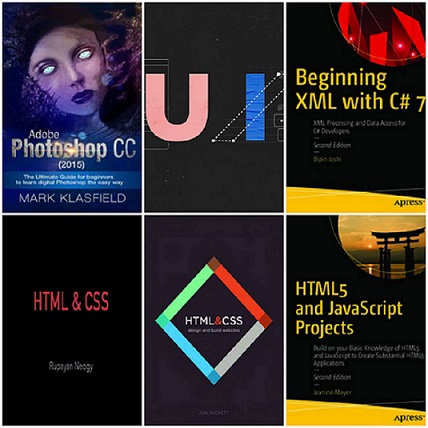 Adobe
Photoshop CC
(2015)
The Ultimate Guide for beginners
to learn digital Photoshop the easy way
MARK KLASFIELD
UI
Beginning
XML with C# 7
XML Processing and Data Access for
C# Developers
Second Edition
Bipin Joshi
Apress
HTML & CSS
Rupayan Neogy
HTML&CSS
design and build websites
JON DUCKETT
HTML5
and JavaScript
Projects
Build on your Basic Knowledge of HTML5
and JavaScript to Create Substantial HTML5
Applications
Second Edition
Jeanine Meyer
Apress